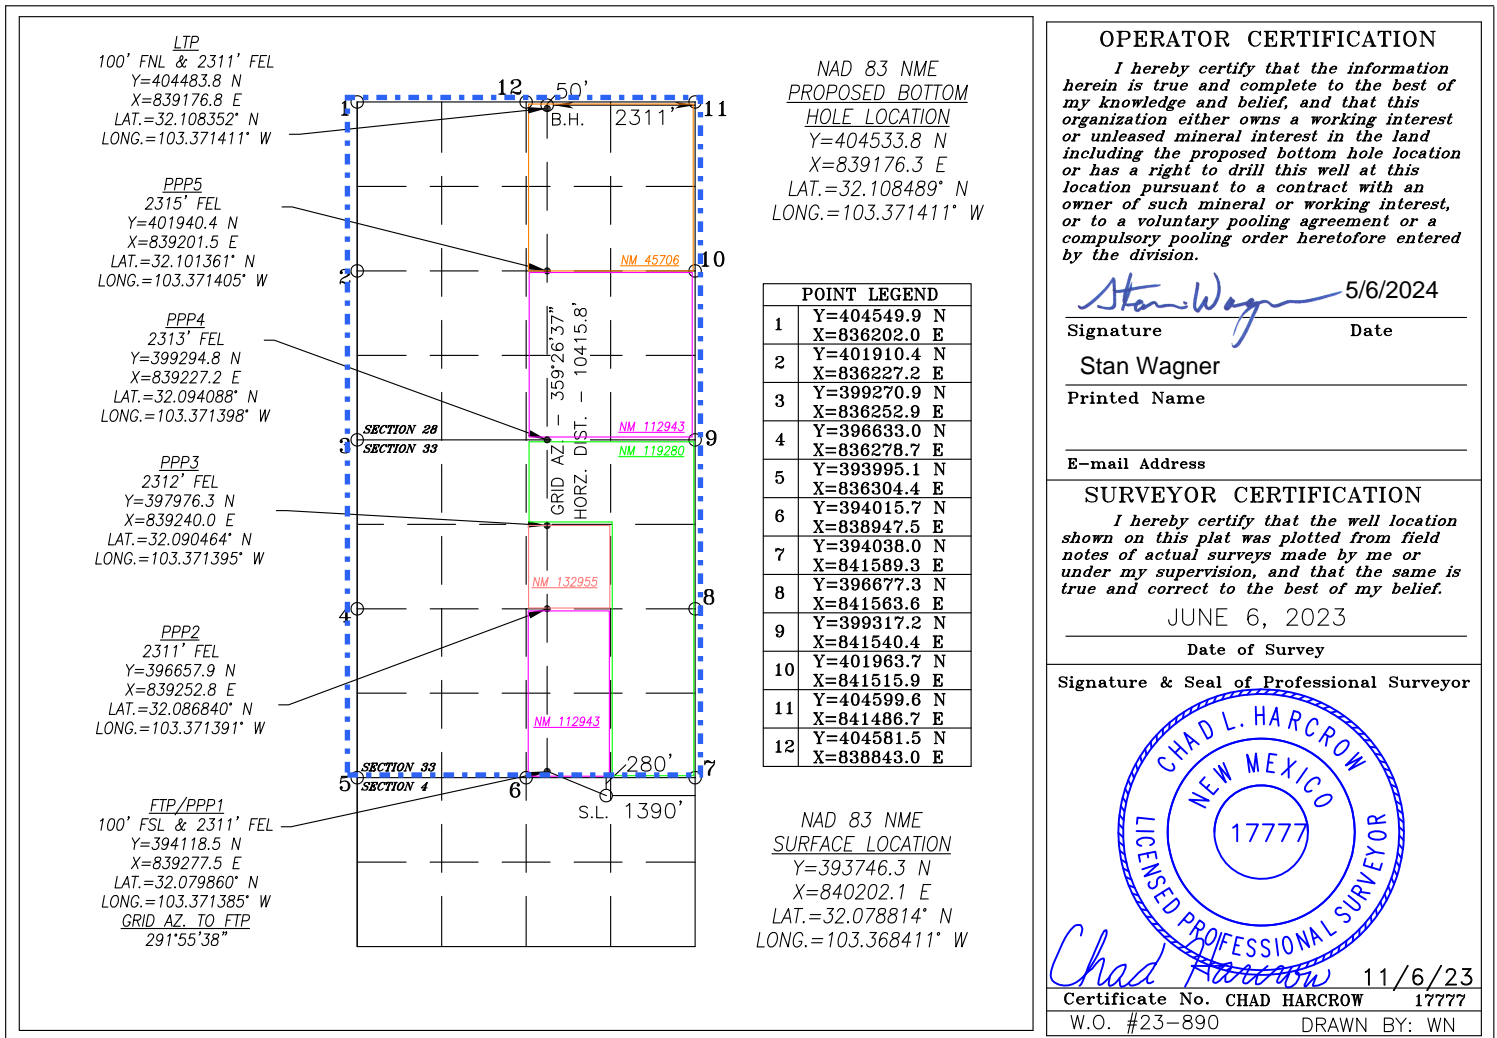 LTP
100' FNL & 2311' FEL
Y=404483.8 N
X=839176.8 E
LAT.=32.108352° N
LONG.=103.371411° W
PPP5
2315' FEL
Y=401940.4 N
X=839201.5 E
LAT.=32.101361° N
LONG.=103.371405° W
PPP4
2313' FEL
Y=399294.8 N
X=839227.2 E
LAT.=32.094088° N
LONG.=103.371398° W
PPP3
2312' FEL
Y=397976.3 N
X=839240.0 E
LAT.=32.090464° N
LONG.=103.371395° W
PPP2
2311' FEL
Y=396657.9 N
X=839252.8 E
LAT.=32.086840° N
LONG.=103.371391° W
FTP/PPP1
100' FSL & 2311' FEL
Y=394118.5 N
X=839277.5 E
LAT.=32.079860° N
LONG.=103.371385° W
GRID AZ. TO FTP
291°55'38"
1
12
50'
11
B.H.
2311'
2
10
NM 45706
GRID AZ. - 359°26'37"
HORZ. DIST. - 10415.8'
NM 112943
SECTION 28
3
9
SECTION 33
NM 119280
NM 132955
4
8
NM 112943
SECTION 33
280'
5
SECTION 4
6
7
S.L.
1390'
NAD 83 NME
PROPOSED BOTTOM
HOLE LOCATION
Y=404533.8 N
X=839176.3 E
LAT.=32.108489° N
LONG.=103.371411° W
POINT LEGEND
1 Y=404549.9 N
X=836202.0 E
2 Y=401910.4 N
X=836227.2 E
3 Y=399270.9 N
X=836252.9 E
4 Y=396633.0 N
X=836278.7 E
5 Y=393995.1 N
X=836304.4 E
6 Y=394015.7 N
X=838947.5 E
7 Y=394038.0 N
X=841589.3 E
8 Y=396677.3 N
X=841563.6 E
9 Y=399317.2 N
X=841540.4 E
10 Y=401963.7 N
X=841515.9 E
11 Y=404599.6 N
X=841486.7 E
12 Y=404581.5 N
X=838843.0 E
NAD 83 NME
SURFACE LOCATION
Y=393746.3 N
X=840202.1 E
LAT.=32.078814° N
LONG.=103.368411° W
OPERATOR CERTIFICATION
I hereby certify that the information
herein is true and complete to the best of
my knowledge and belief, and that this
organization either owns a working interest
or unleased mineral interest in the land
including the proposed bottom hole location
or has a right to drill this well at this
location pursuant to a contract with an
owner of such mineral or working interest,
or to a voluntary pooling agreement or a
compulsory pooling order heretofore entered
by the division.
Stan Wagner 5/6/2024
Signature Date
Stan Wagner
Printed Name
E-mail Address
SURVEYOR CERTIFICATION
I hereby certify that the well location
shown on this plat was plotted from field
notes of actual surveys made by me or
under my supervision, and that the same is
true and correct to the best of my belief.
JUNE 6, 2023
Date of Survey
Signature & Seal of Professional Surveyor
CHAD L. HARCROW
NEW MEXICO
17777
LICENSED PROFESSIONAL SURVEYOR
Chad Harcrow 11/6/23
Certificate No. CHAD HARCROW 17777
W.O. #23-890 DRAWN BY: WN